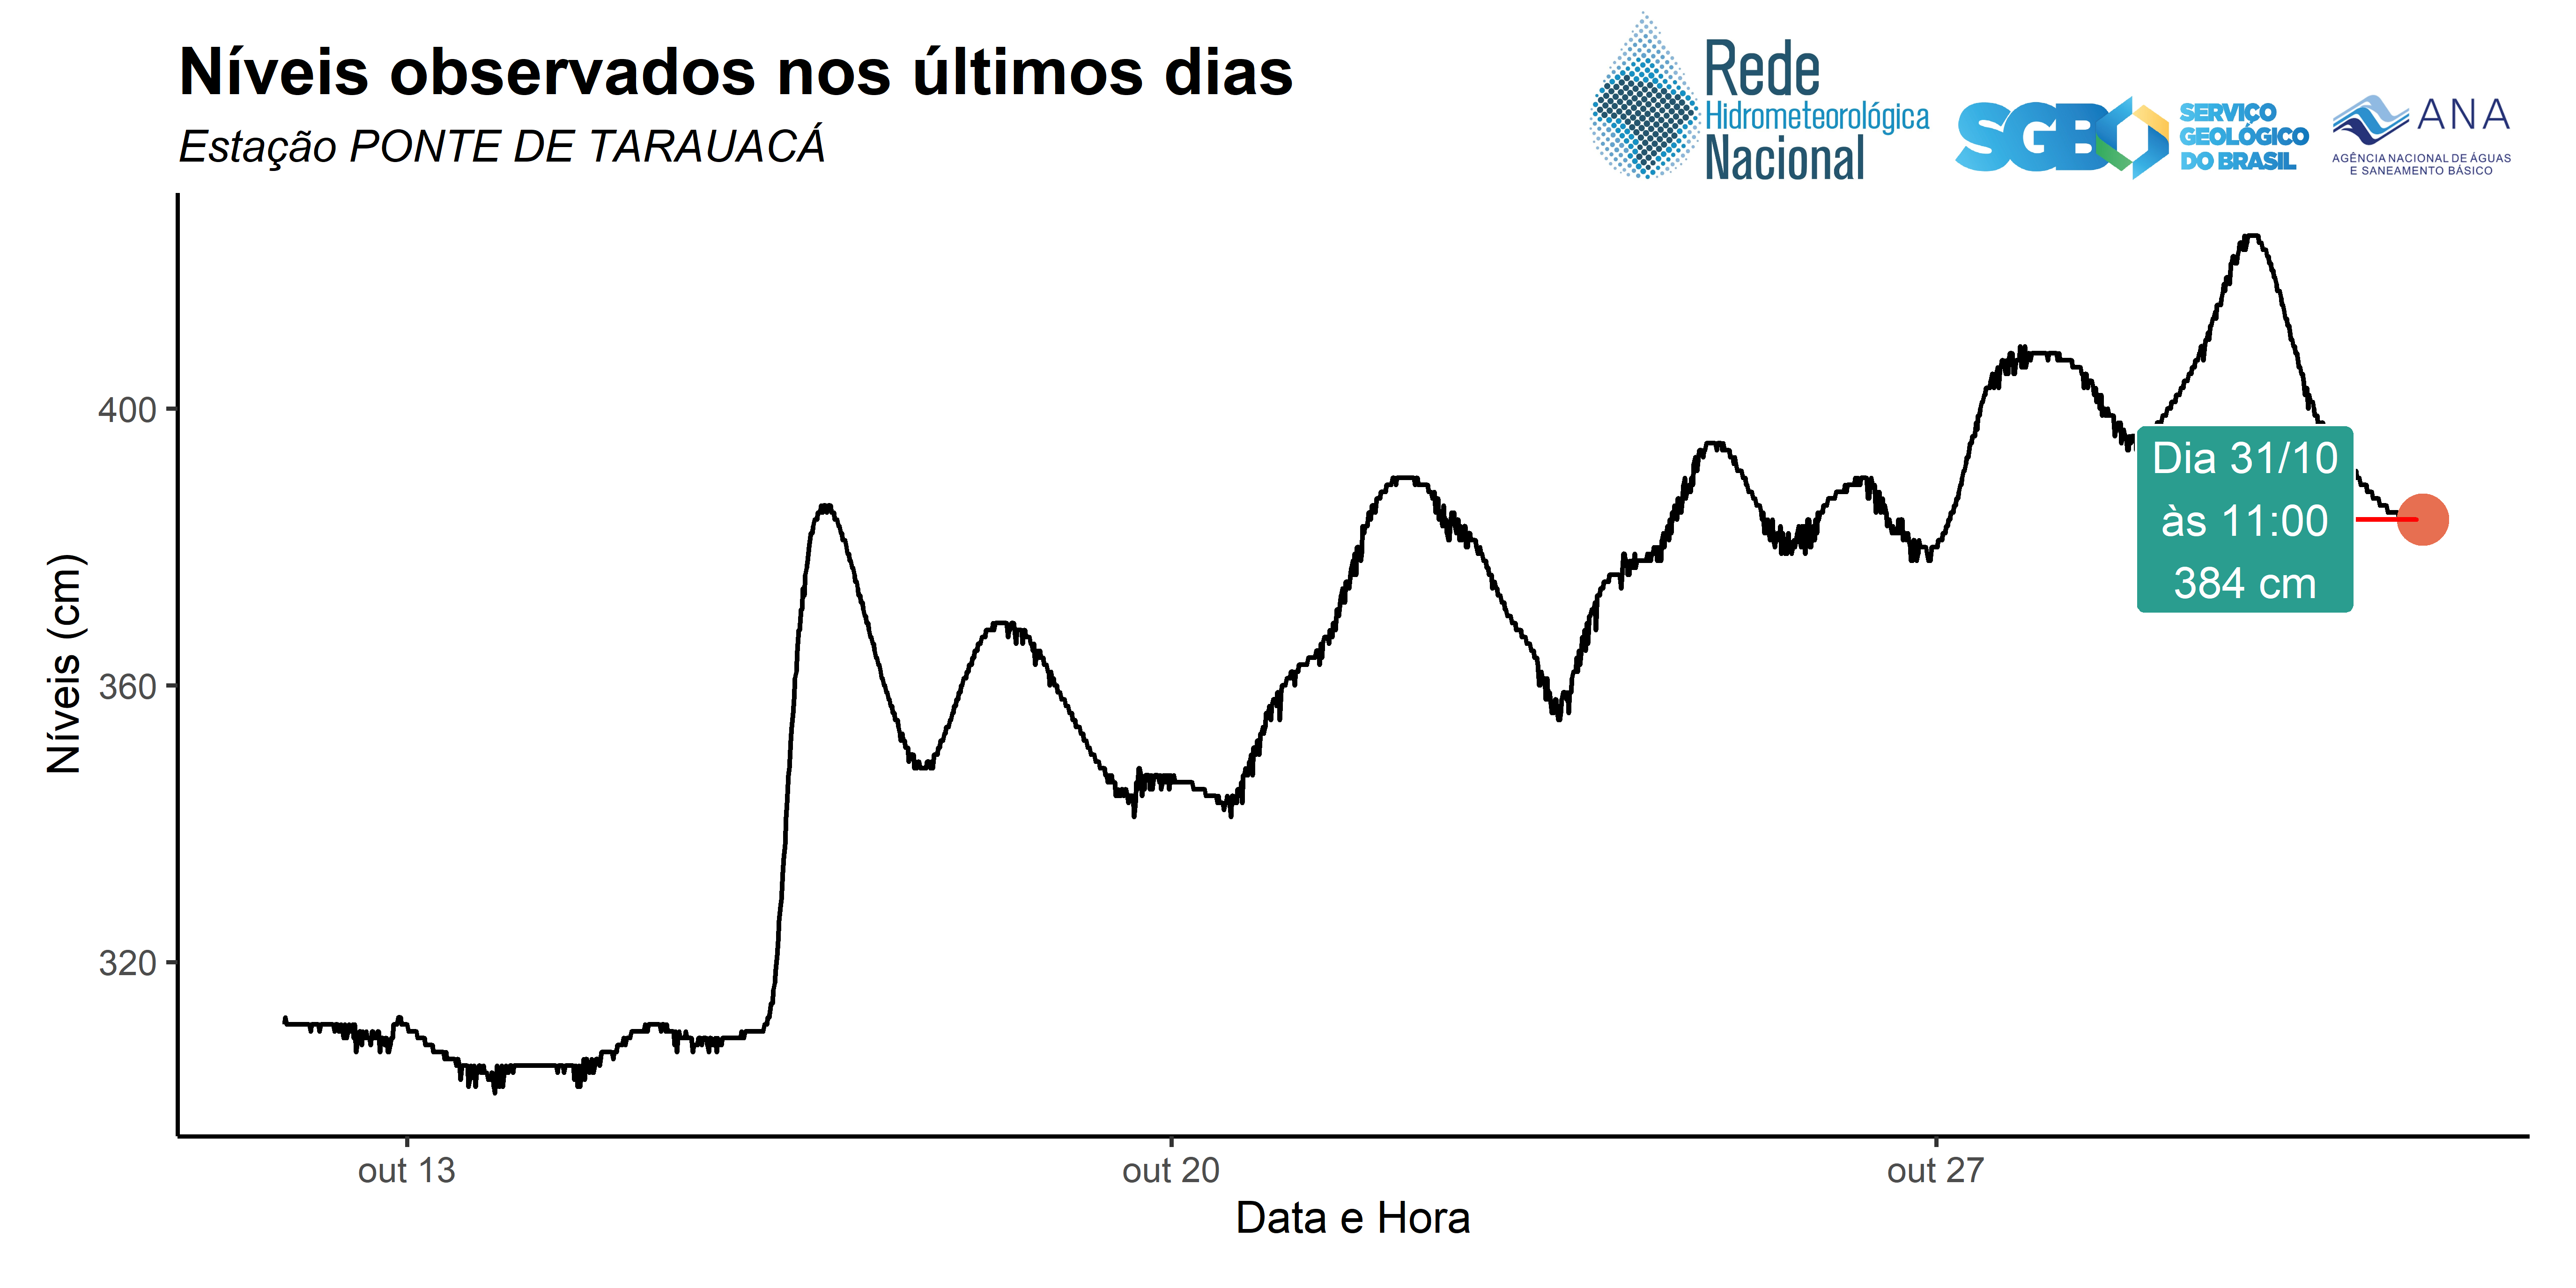 Níveis observados nos últimos dias
Estação PONTE DE TARAUACÁ
Rede
Hidrometeorológica
Nacional
SGB
SERVIÇO
GEOLÓGICO
DO BRASIL
ANA
AGÊNCIA NACIONAL DE ÁGUAS
E SANEAMENTO BÁSICO
Níveis (cm)
400
360
320
Dia 31/10
às 11:00
384 cm
out 13
out 20
out 27
Data e Hora